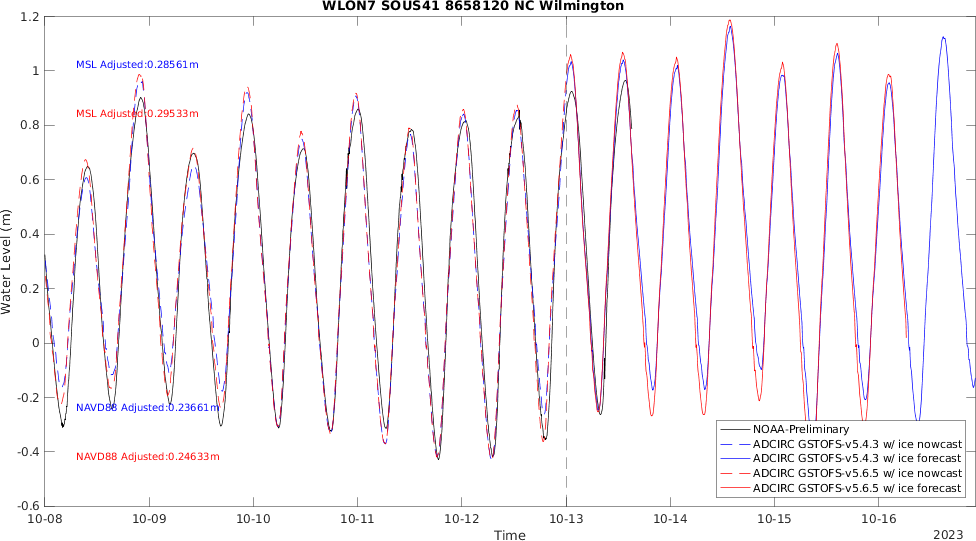 WLON7 SOUS41 8658120 NC Wilmington
1.2
1
0.8
0.6
0.4
0.2
0
-0.2
-0.4
-0.6
Water Level (m)
MSL Adjusted:0.28561m
MSL Adjusted:0.29533m
NAVD88 Adjusted:0.23661m
NAVD88 Adjusted:0.24633m
NOAA-Preliminary
ADCIRC GSTOFS-v5.4.3 w/ ice nowcast
ADCIRC GSTOFS-v5.4.3 w/ ice forecast
ADCIRC GSTOFS-v5.6.5 w/ ice nowcast
ADCIRC GSTOFS-v5.6.5 w/ ice forecast
10-08 10-09 10-10 10-11 10-12 10-13 10-14 10-15 10-16
Time
2023